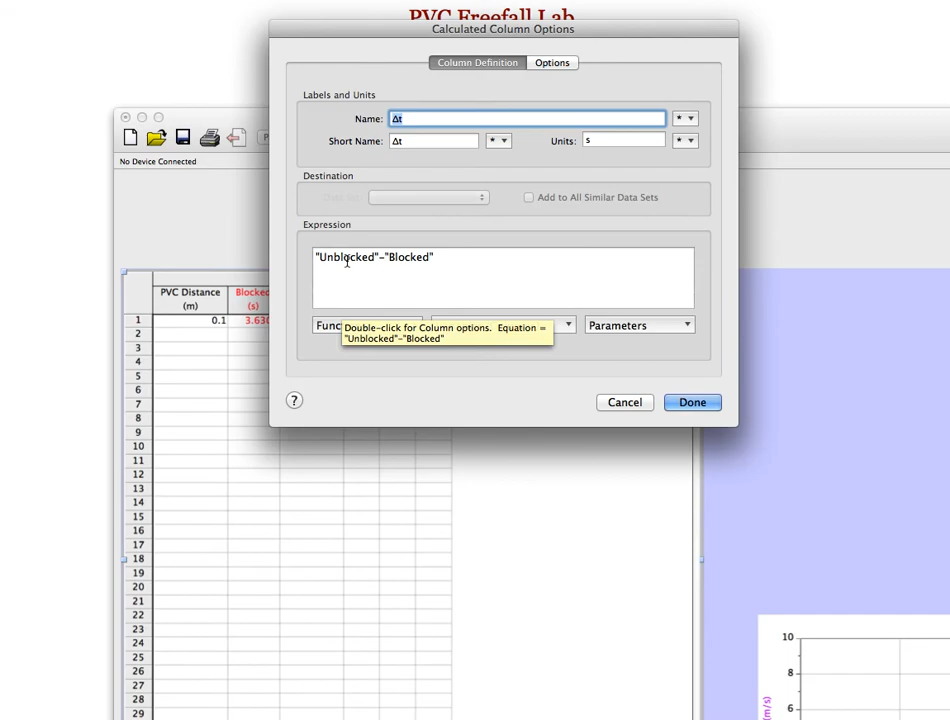 PVC Freefall Lab
Calculated Column Options
Column Definition Options
Labels and Units
Name: Δt * ▼
Short Name: Δt * ▼ Units: s * ▼
Destination
Add to All Similar Data Sets
Expression
"Unblocked"-"Blocked"
Func
Parameters
Double-click for Column options. Equation =
"Unblocked"-"Blocked"
? Cancel Done
No Device Connected
PVC Distance
(m)
Blocked
(s)
1 0.1 3.630
2
3
4
5
6
7
8
9
10
11
12
13
14
15
16
17
18
19
20
21
22
23
24
25
26
27
28
29
10
8
6
(m/s)